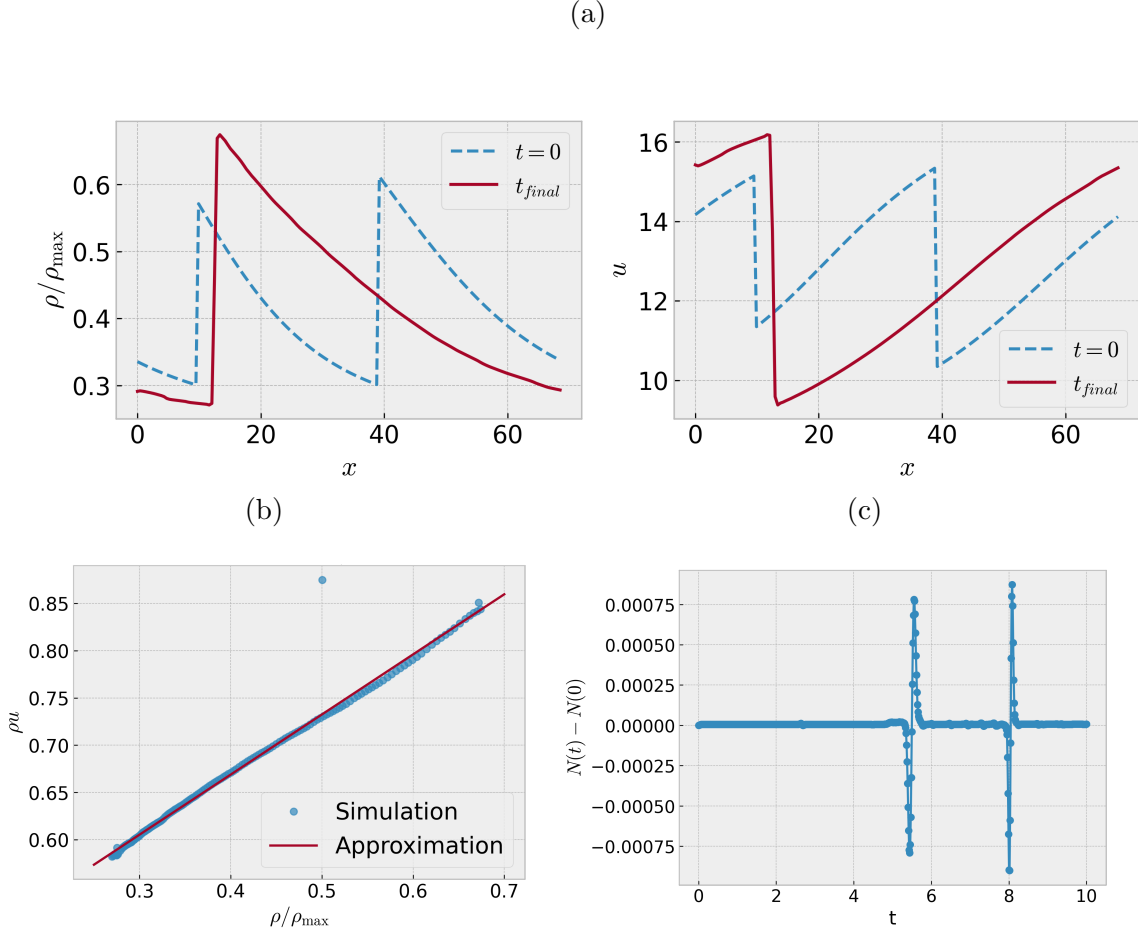 (a)
0.6
0.5
0.4
0.3
ρ/ρmax
0
20
40
60
x
t = 0
t_final
16
14
12
10
u
0
20
40
60
x
t = 0
t_final
(b)
(c)
0.85
0.80
0.75
0.70
0.65
0.60
ρu
0.3
0.4
0.5
0.6
0.7
ρ/ρmax
Simulation
Approximation
0.00075
0.00050
0.00025
0.00000
−0.00025
−0.00050
−0.00075
N(t) − N(0)
0
2
4
6
8
10
t